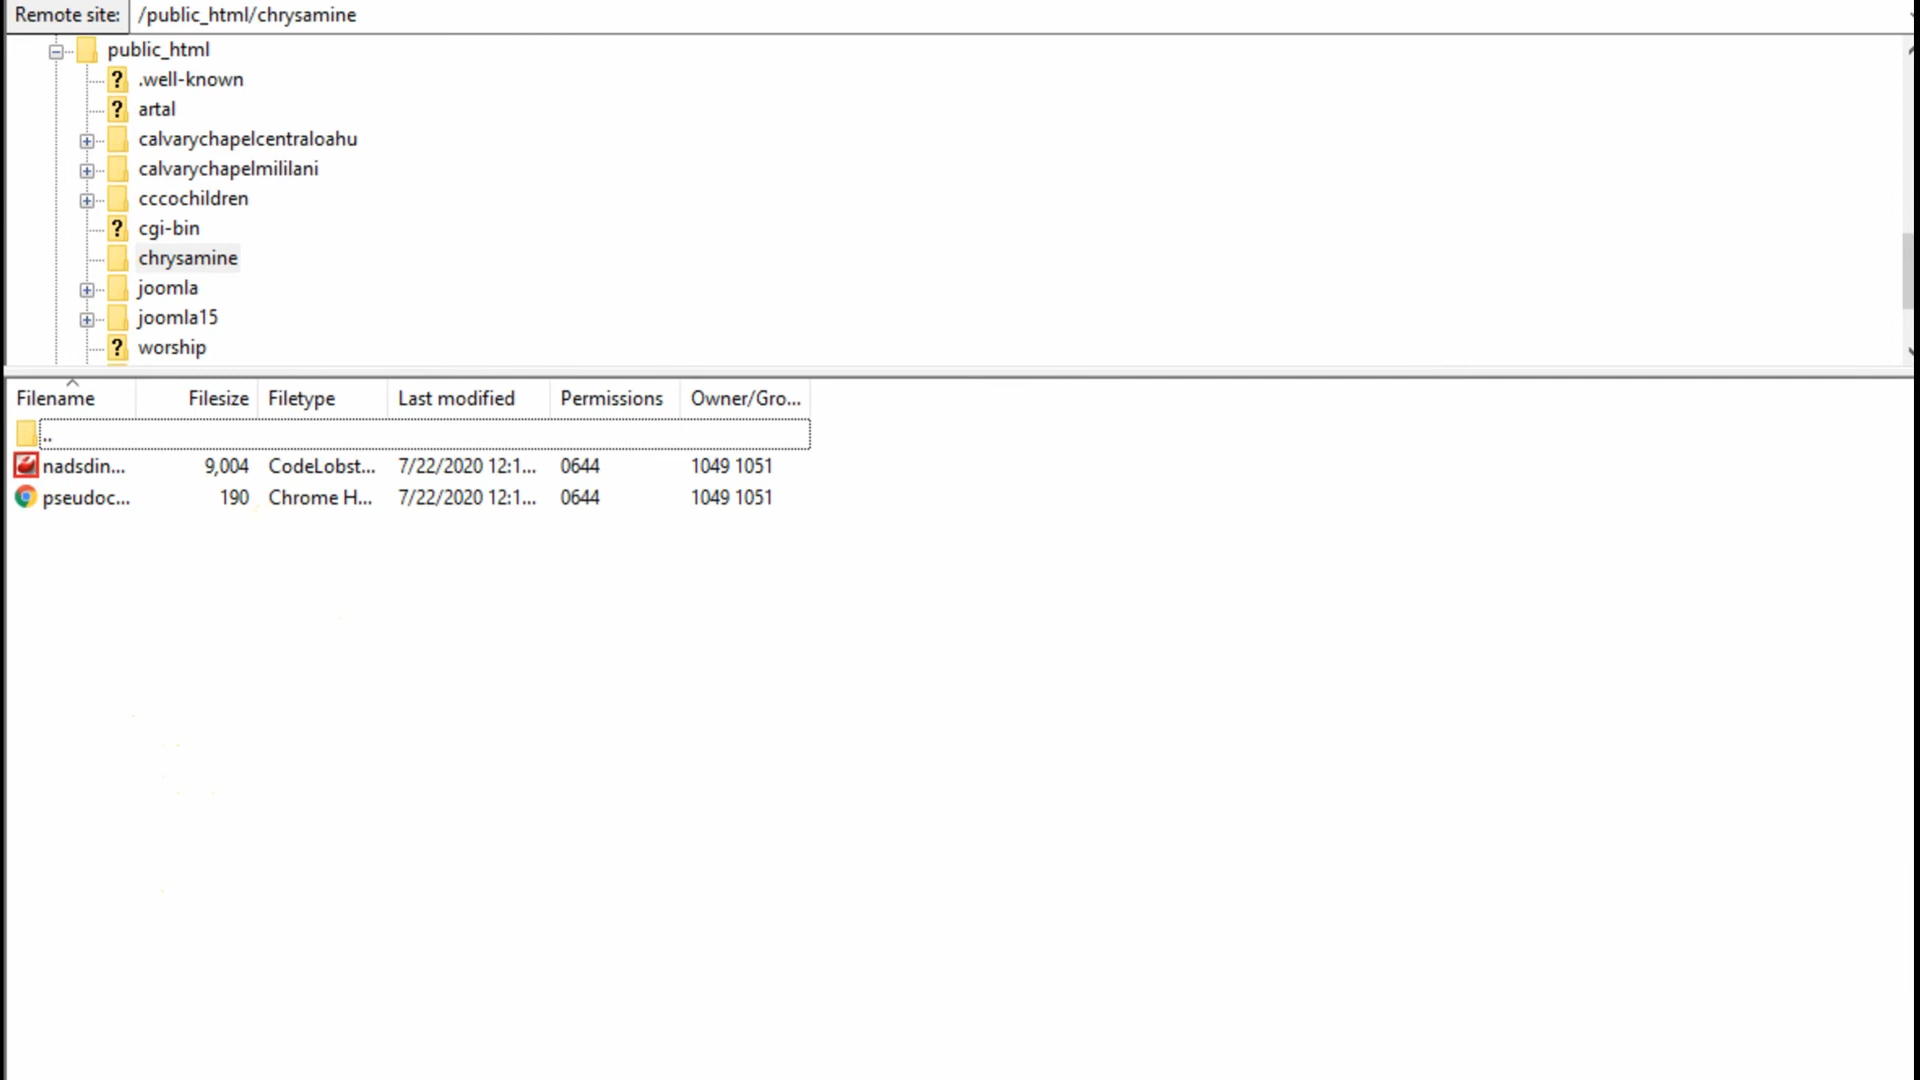 Remote site: /public_html/chrysamine
public_html
? .well-known
? artal
calvarychapelcentraloahu
calvarychapelmililani
cccochildren
? cgi-bin
chrysamine
joomla
joomla15
? worship
Filename Filesize Filetype Last modified Permissions Owner/Gro...
..
nadsdin... 9,004 CodeLobst... 7/22/2020 12:1... 0644 1049 1051
pseudoc... 190 Chrome H... 7/22/2020 12:1... 0644 1049 1051